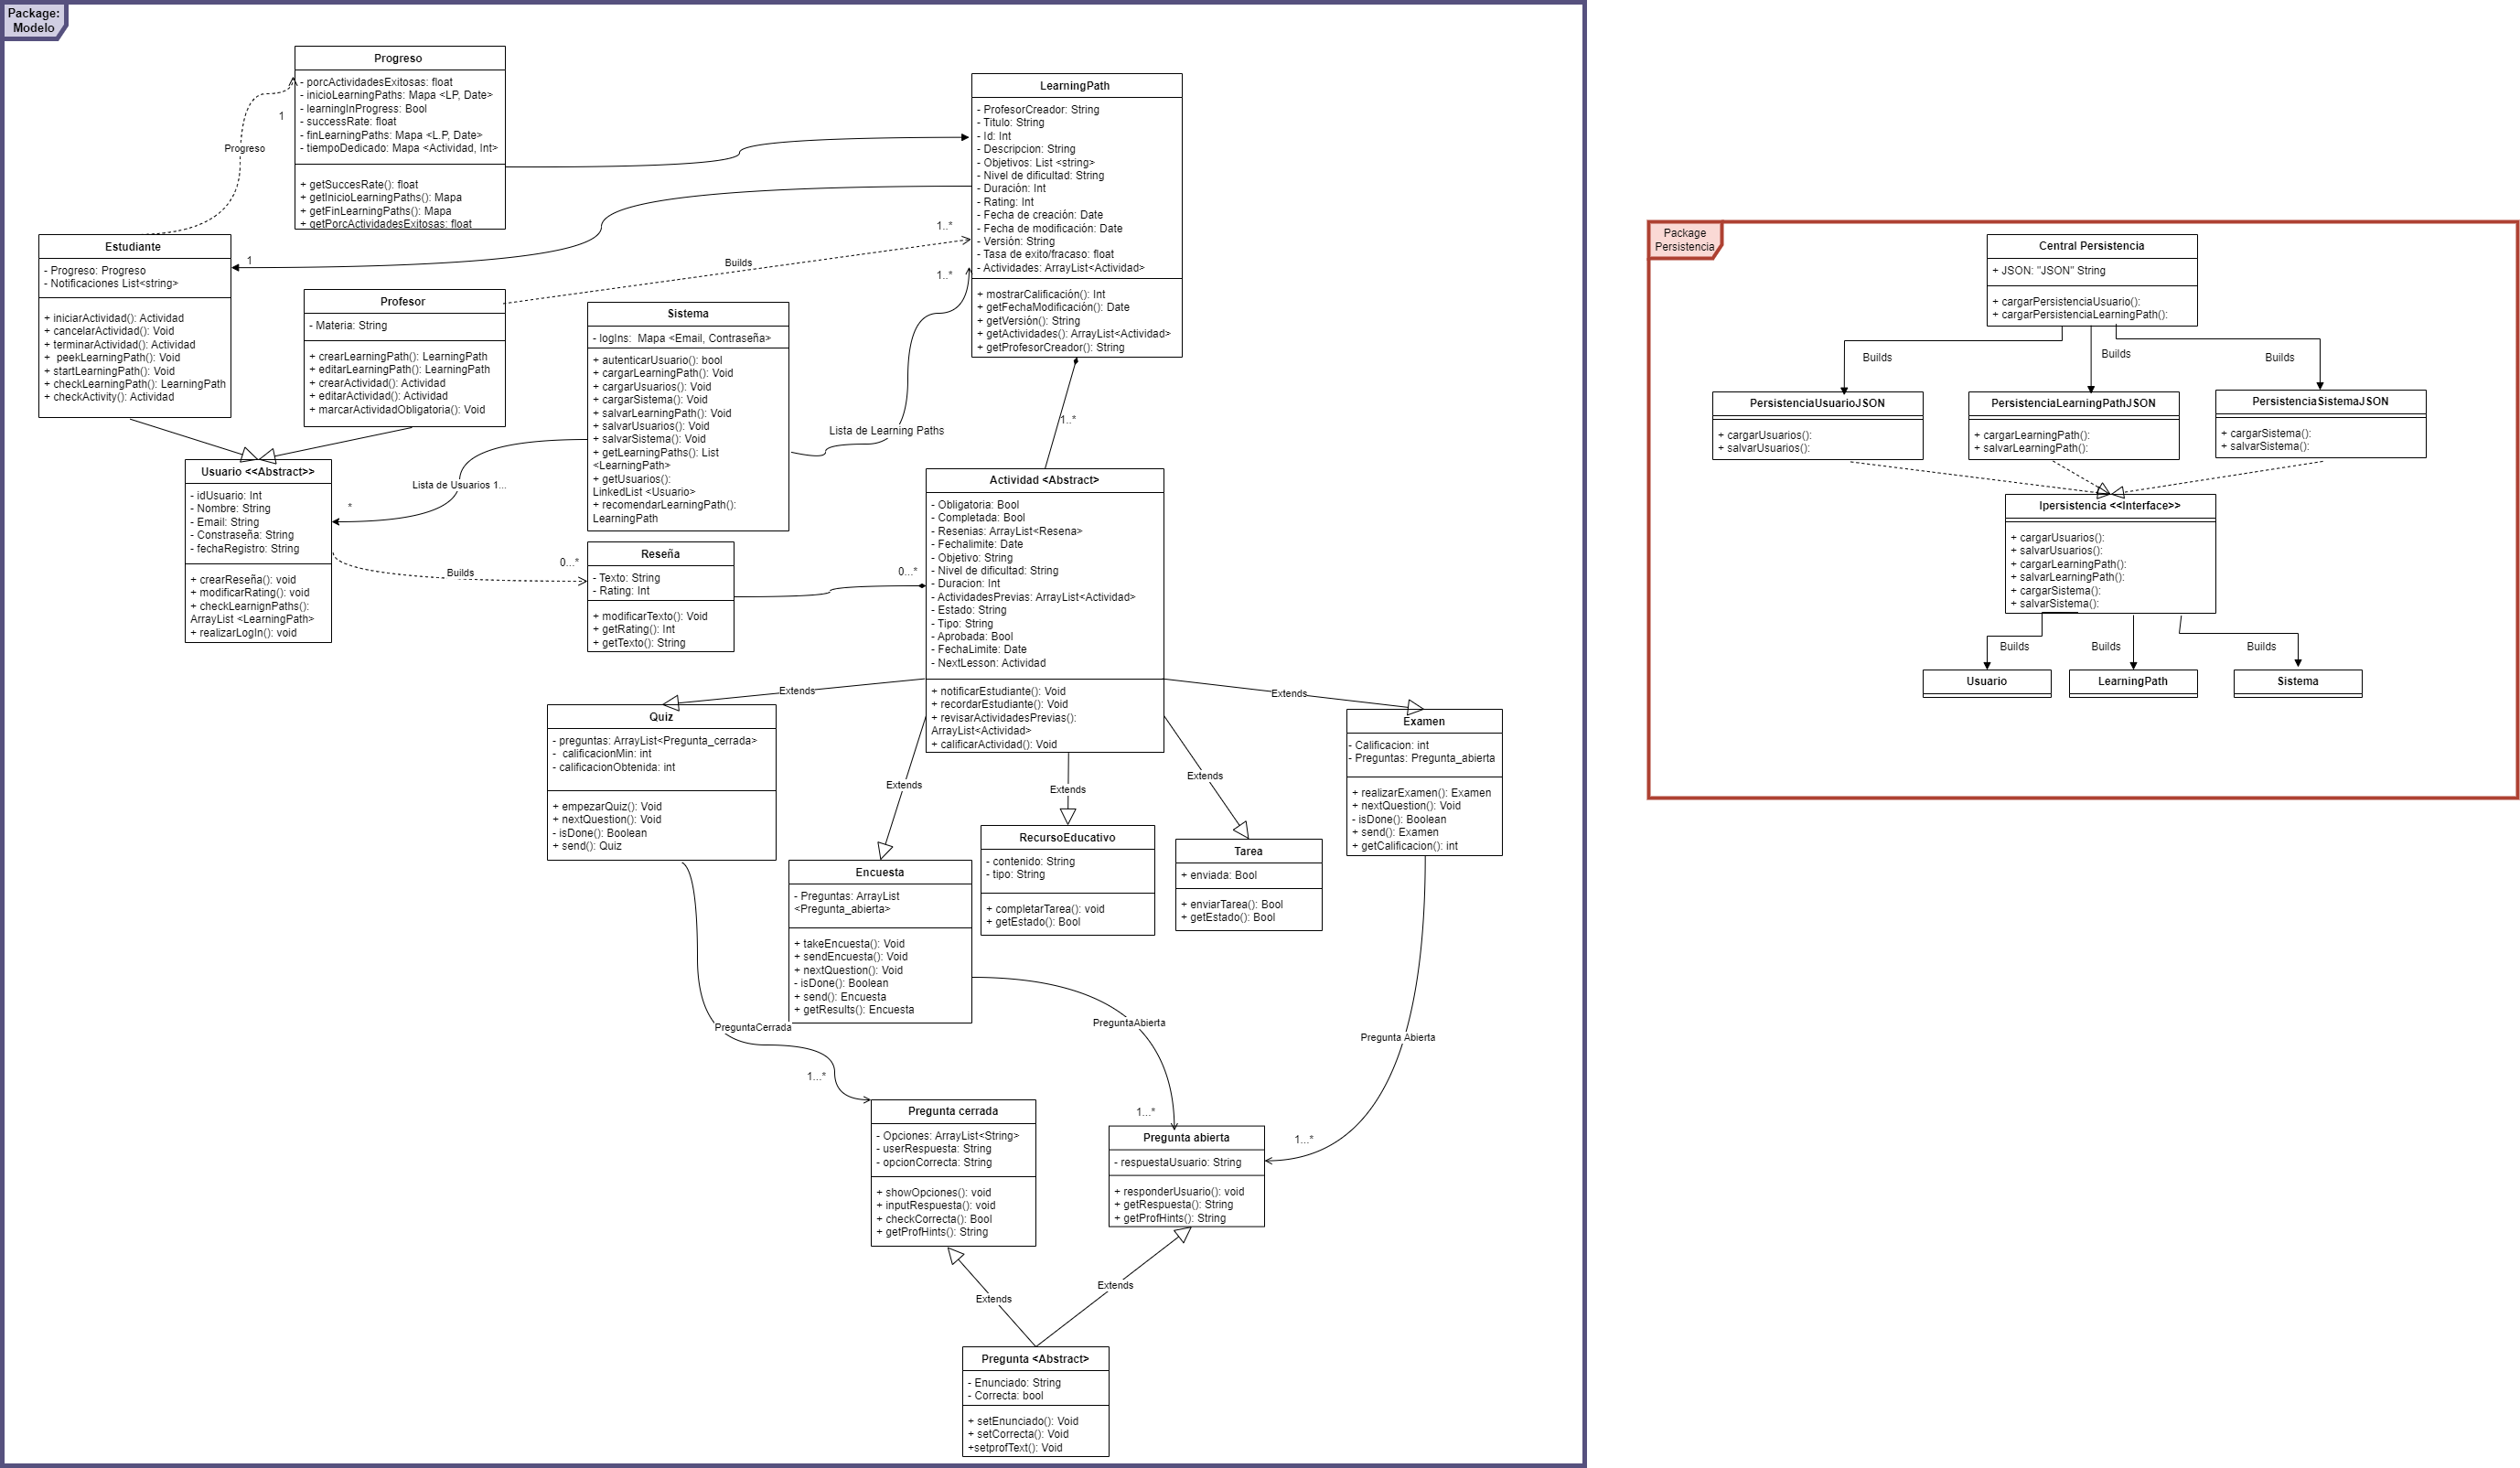 Package:
Modelo
Progreso
- porcActividadesExitosas: float
- inicioLearningPaths: Mapa <LP, Date>
- learningInProgress: Bool
- successRate: float
- finLearningPaths: Mapa <L.P, Date>
- tiempoDedicado: Mapa <Actividad, Int>
+ getSuccesRate(): float
+ getInicioLearningPaths(): Mapa
+ getFinLearningPaths(): Mapa
+ getPorcActividadesExitosas: float
1
Progreso
LearningPath
- ProfesorCreador: String
- Titulo: String
- Id: Int
- Descripcion: String
- Objetivos: List <string>
- Nivel de dificultad: String
- Duración: Int
- Rating: Int
- Fecha de creación: Date
- Fecha de modificación: Date
- Versión: String
- Tasa de exito/fracaso: float
- Actividades: ArrayList<Actividad>
+ mostrarCalificación(): Int
+ getFechaModificación(): Date
+ getVersión(): String
+ getActividades(): ArrayList<Actividad>
+ getProfesorCreador(): String
1..*
1..*
Builds
1
Estudiante
- Progreso: Progreso
- Notificaciones List<string>
+ iniciarActividad(): Actividad
+ cancelarActividad(): Void
+ terminarActividad(): Actividad
+  peekLearningPath(): Void
+ startLearningPath(): Void
+ checkLearningPath(): LearningPath
+ checkActivity(): Actividad
Profesor
- Materia: String
+ crearLearningPath(): LearningPath
+ editarLearningPath(): LearningPath
+ crearActividad(): Actividad
+ editarActividad(): Actividad
+ marcarActividadObligatoria(): Void
Sistema
- logIns:  Mapa <Email, Contraseña>
+ autenticarUsuario(): bool
+ cargarLearningPath(): Void
+ cargarUsuarios(): Void
+ cargarSistema(): Void
+ salvarLearningPath(): Void
+ salvarUsuarios(): Void
+ salvarSistema(): Void
+ getLearningPaths(): List
<LearningPath>
+ getUsuarios():
LinkedList <Usuario>
+ recomendarLearningPath():
LearningPath
Lista de Learning Paths
1..*
Usuario <<Abstract>>
- idUsuario: Int
- Nombre: String
- Email: String
- Constraseña: String
- fechaRegistro: String
+ crearReseña(): void
+ modificarRating(): void
+ checkLearnignPaths():
ArrayList <LearningPath>
+ realizarLogIn(): void
Lista de Usuarios 1...
*
Builds
0...*
Reseña
- Texto: String
- Rating: Int
+ modificarTexto(): Void
+ getRating(): Int
+ getTexto(): String
0...*
Actividad <Abstract>
- Obligatoria: Bool
- Completada: Bool
- Resenias: ArrayList<Resena>
- Fechalimite: Date
- Objetivo: String
- Nivel de dificultad: String
- Duracion: Int
- ActividadesPrevias: ArrayList<Actividad>
- Estado: String
- Tipo: String
- Aprobada: Bool
- FechaLimite: Date
- NextLesson: Actividad
+ notificarEstudiante(): Void
+ recordarEstudiante(): Void
+ revisarActividadesPrevias():
ArrayList<Actividad>
+ calificarActividad(): Void
Extends
Extends
Extends
Extends
Extends
Quiz
- preguntas: ArrayList<Pregunta_cerrada>
-  calificacionMin: int
- calificacionObtenida: int
+ empezarQuiz(): Void
+ nextQuestion(): Void
- isDone(): Boolean
+ send(): Quiz
Examen
- Calificacion: int
- Preguntas: Pregunta_abierta
+ realizarExamen(): Examen
+ nextQuestion(): Void
- isDone(): Boolean
+ send(): Examen
+ getCalificacion(): int
Encuesta
- Preguntas: ArrayList
<Pregunta_abierta>
+ takeEncuesta(): Void
+ sendEncuesta(): Void
+ nextQuestion(): Void
- isDone(): Boolean
+ send(): Encuesta
+ getResults(): Encuesta
RecursoEducativo
- contenido: String
- tipo: String
+ completarTarea(): void
+ getEstado(): Bool
Tarea
+ enviada: Bool
+ enviarTarea(): Bool
+ getEstado(): Bool
PreguntaCerrada
1...*
PreguntaAbierta
1...*
Pregunta Abierta
1...*
Pregunta cerrada
- Opciones: ArrayList<String>
- userRespuesta: String
- opcionCorrecta: String
+ showOpciones(): void
+ inputRespuesta(): void
+ checkCorrecta(): Bool
+ getProfHints(): String
Pregunta abierta
- respuestaUsuario: String
+ responderUsuario(): void
+ getRespuesta(): String
+ getProfHints(): String
Extends
Extends
Pregunta <Abstract>
- Enunciado: String
- Correcta: bool
+ setEnunciado(): Void
+ setCorrecta(): Void
+setprofText(): Void
Package
Persistencia
Central Persistencia
+ JSON: "JSON" String
+ cargarPersistenciaUsuario():
+ cargarPersistenciaLearningPath():
Builds
Builds
Builds
PersistenciaUsuarioJSON
+ cargarUsuarios():
+ salvarUsuarios():
PersistenciaLearningPathJSON
+ cargarLearningPath():
+ salvarLearningPath():
PersistenciaSistemaJSON
+ cargarSistema():
+ salvarSistema():
Ipersistencia <<Interface>>
+ cargarUsuarios():
+ salvarUsuarios():
+ cargarLearningPath():
+ salvarLearningPath():
+ cargarSistema():
+ salvarSistema():
Builds
Builds
Builds
Usuario
LearningPath
Sistema